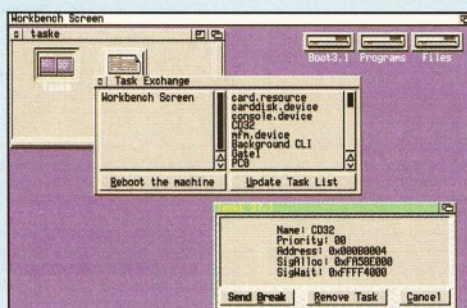 Workbench Screen
taske
Boot3.1 Programs Files
taske
Task Exchange
Workbench Screen
card.resource
carddisk.device
console.device
CD32
mfm.device
Background CLI
Gate1
PC0
Reboot the machine
Update Task List
Name: CD32
Priority: 00
Address: 0x000B0004
SigAlloc: 0xFA58E000
SigWait: 0xFFFF4000
Send Break
Remove Task
Cancel